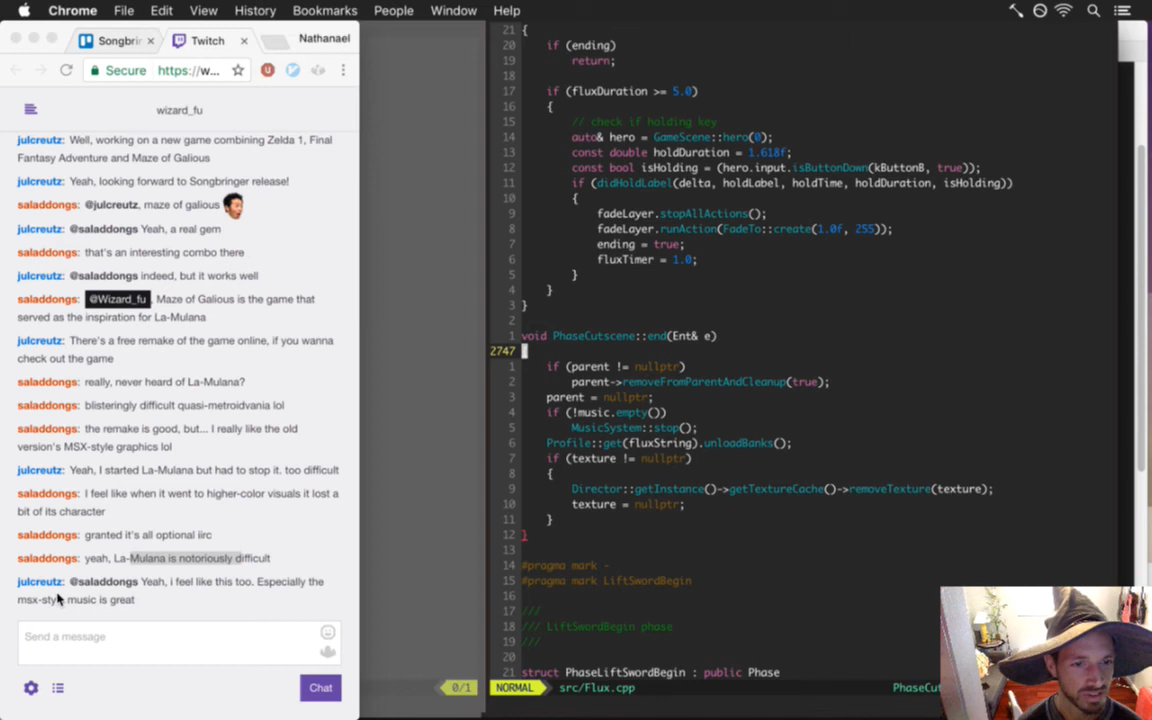 Chrome File Edit View History Bookmarks People Window Help
Songbrin × Twitch × Nathanael
Secure https://w...
wizard_fu
julcreutz: Well, working on a new game combining Zelda 1, Final
Fantasy Adventure and Maze of Galious
julcreutz: Yeah, looking forward to Songbringer release!
saladdongs: @julcreutz, maze of galious
julcreutz: @saladdongs Yeah, a real gem
saladdongs: that's an interesting combo there
julcreutz: @saladdongs indeed, but it works well
saladdongs: @Wizard_fu, Maze of Galious is the game that
served as the inspiration for La-Mulana
julcreutz: There's a free remake of the game online, if you wanna
check out the game
saladdongs: really, never heard of La-Mulana?
saladdongs: blisteringly difficult quasi-metroidvania lol
saladdongs: the remake is good, but... I really like the old
version's MSX-style graphics lol
julcreutz: Yeah, I started La-Mulana but had to stop it. too difficult
saladdongs: I feel like when it went to higher-color visuals it lost a
bit of its character
saladdongs: granted it's all optional iirc
saladdongs: yeah, La-Mulana is notoriously difficult
julcreutz: @saladdongs Yeah, i feel like this too. Especially the
msx-style music is great
Send a message
Chat
0/1
21 {
20 if (ending)
19 return;
18
17 if (fluxDuration >= 5.0)
16 {
15 // check if holding key
14 auto& hero = GameScene::hero(0);
13 const double holdDuration = 1.618f;
12 const bool isHolding = (hero.input.isButtonDown(kButtonB, true));
11 if (didHoldLabel(delta, holdLabel, holdTime, holdDuration, isHolding))
10 {
9 fadeLayer.stopAllActions();
8 fadeLayer.runAction(FadeTo::create(1.0f, 255));
7 ending = true;
6 fluxTimer = 1.0;
5 }
4 }
3 }
2
1 void PhaseCutscene::end(Ent& e)
2747 {
1 if (parent != nullptr)
2 parent->removeFromParentAndCleanup(true);
3 parent = nullptr;
4 if (!music.empty())
5 MusicSystem::stop();
6 Profile::get(fluxString).unloadBanks();
7 if (texture != nullptr)
8 {
9 Director::getInstance()->getTextureCache()->removeTexture(texture);
10 texture = nullptr;
11 }
12 }
13
14 #pragma mark -
15 #pragma mark LiftSwordBegin
16
17 ///
18 /// LiftSwordBegin phase
19 ///
20
21 struct PhaseLiftSwordBegin : public Phase
NORMAL src/Flux.cpp PhaseCut